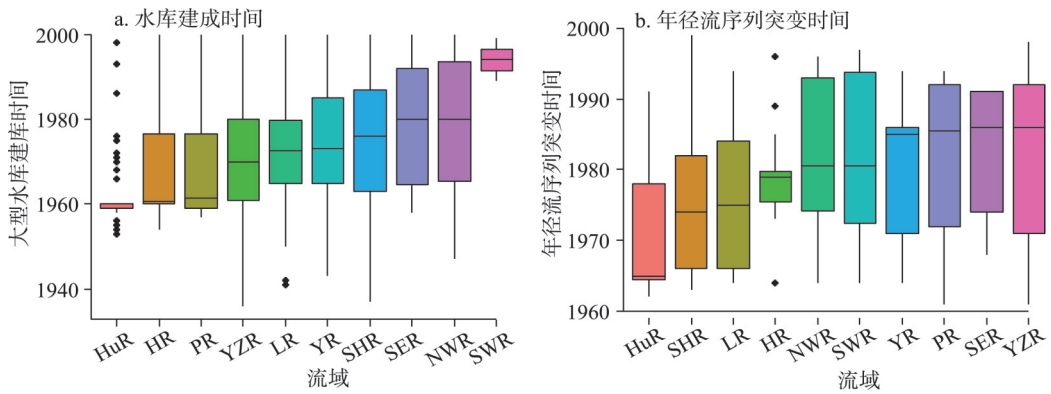 a. 水库建成时间
大型水库建库时间
2000
1980
1960
1940
HuR HR PR YZR LR YR SHR SER NWR SWR
流域
b. 年径流序列突变时间
年径流序列突变时间
2000
1990
1980
1970
1960
HuR SHR LR HR NWR SWR YR PR SER YZR
流域